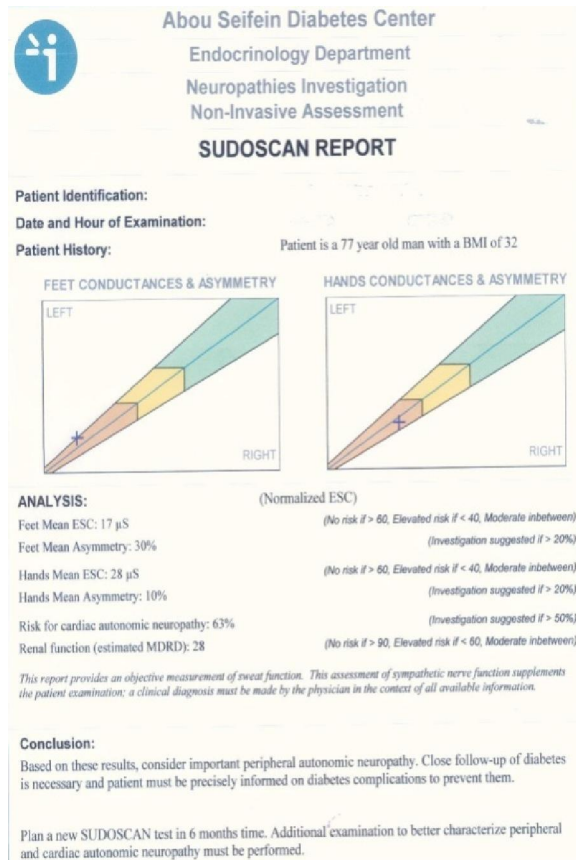 Abou Seifein Diabetes Center
Endocrinology Department
Neuropathies Investigation
Non-Invasive Assessment
SUDOSCAN REPORT
Patient Identification:
Date and Hour of Examination:
Patient History: Patient is a 77 year old man with a BMI of 32
FEET CONDUCTANCES & ASYMMETRY HANDS CONDUCTANCES & ASYMMETRY
LEFT LEFT
RIGHT RIGHT
ANALYSIS: (Normalized ESC)
Feet Mean ESC: 17 µS (No risk if > 60, Elevated risk if < 40, Moderate inbetween)
Feet Mean Asymmetry: 30% (Investigation suggested if > 20%)
Hands Mean ESC: 28 µS (No risk if > 60, Elevated risk if < 40, Moderate inbetween)
Hands Mean Asymmetry: 10% (Investigation suggested if > 20%)
Risk for cardiac autonomic neuropathy: 63% (Investigation suggested if > 50%)
Renal function (estimated MDRD): 28 (No risk if > 90, Elevated risk if < 60, Moderate inbetween)
This report provides an objective measurement of sweat function. This assessment of sympathetic nerve function supplements
the patient examination; a clinical diagnosis must be made by the physician in the context of all available information.
Conclusion:
Based on these results, consider important peripheral autonomic neuropathy. Close follow-up of diabetes
is necessary and patient must be precisely informed on diabetes complications to prevent them.
Plan a new SUDOSCAN test in 6 months time. Additional examination to better characterize peripheral
and cardiac autonomic neuropathy must be performed.